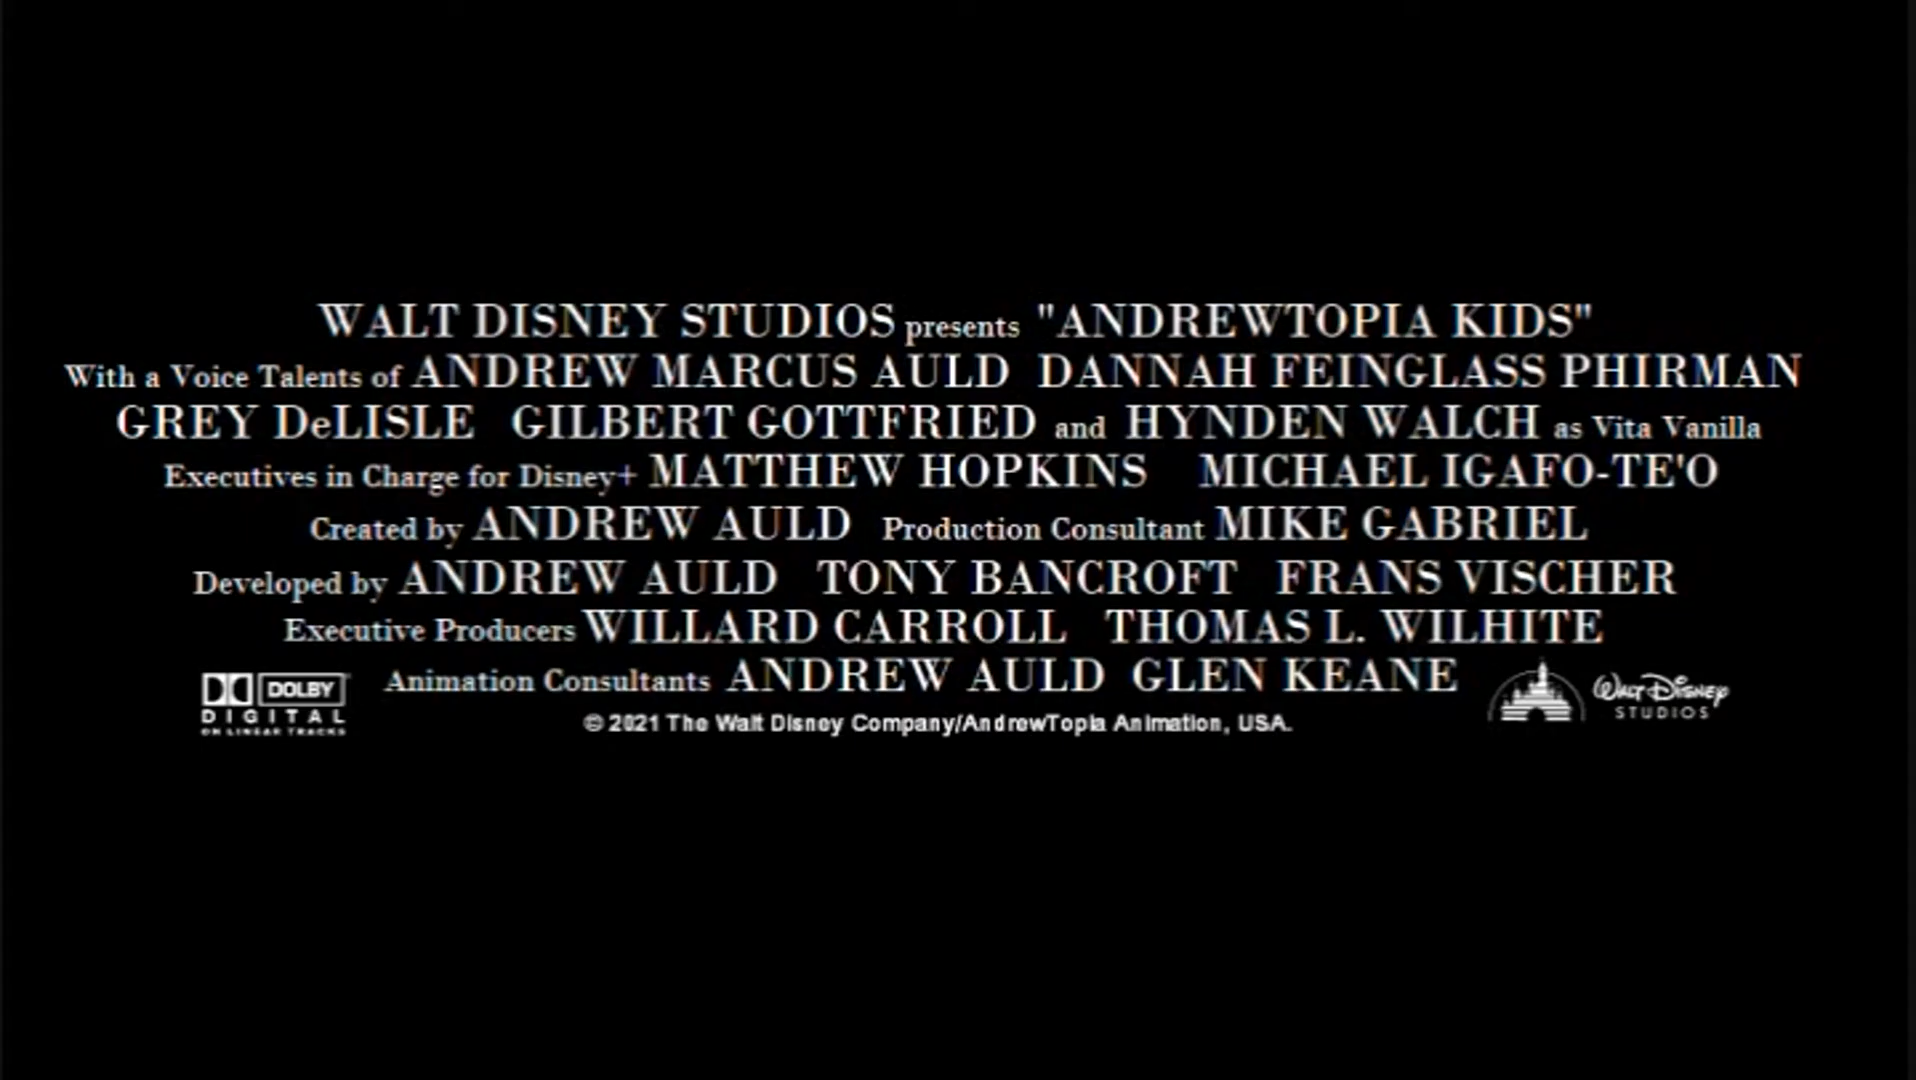 WALT DISNEY STUDIOS presents "ANDREWTOPIA KIDS"
With a Voice Talents of ANDREW MARCUS AULD DANNAH FEINGLASS PHIRMAN
GREY DeLISLE GILBERT GOTTFRIED and HYNDEN WALCH as Vita Vanilla
Executives in Charge for Disney+ MATTHEW HOPKINS MICHAEL IGAFO-TE'O
Created by ANDREW AULD Production Consultant MIKE GABRIEL
Developed by ANDREW AULD TONY BANCROFT FRANS VISCHER
Executive Producers WILLARD CARROLL THOMAS L. WILHITE
Animation Consultants ANDREW AULD GLEN KEANE
DOLBY
DIGITAL
ON LINEAR TRACKS
© 2021 The Walt Disney Company/AndrewTopia Animation, USA.
WALT DISNEY
STUDIOS